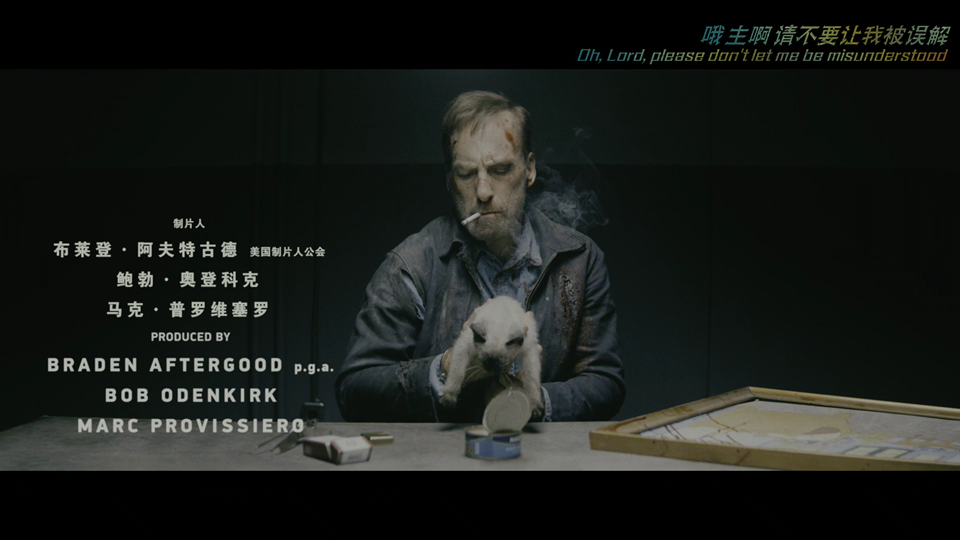 哦主啊请不要让我被误解
Oh, Lord, please don't let me be misunderstood
制片人
布莱登·阿夫特古德 美国制片人公会
鲍勃·奥登科克
马克·普罗维塞罗
PRODUCED BY
BRADEN AFTERGOOD p.g.a.
BOB ODENKIRK
MARC PROVISSIERO